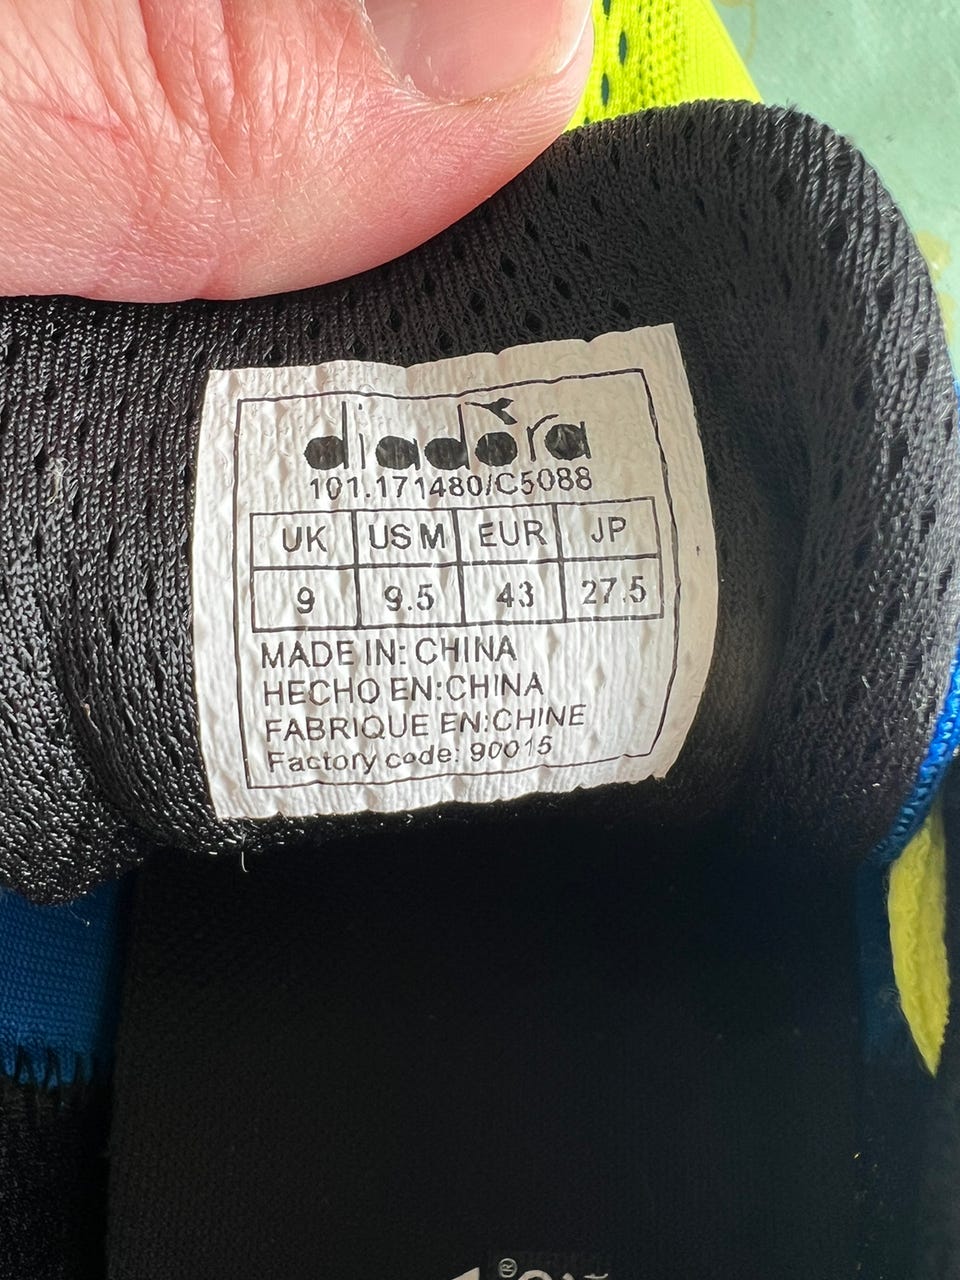 diadora
101.171480/C5088
UK US M EUR JP
9 9.5 43 27.5
MADE IN: CHINA
HECHO EN:CHINA
FABRIQUE EN:CHINE
Factory code: 90015
®